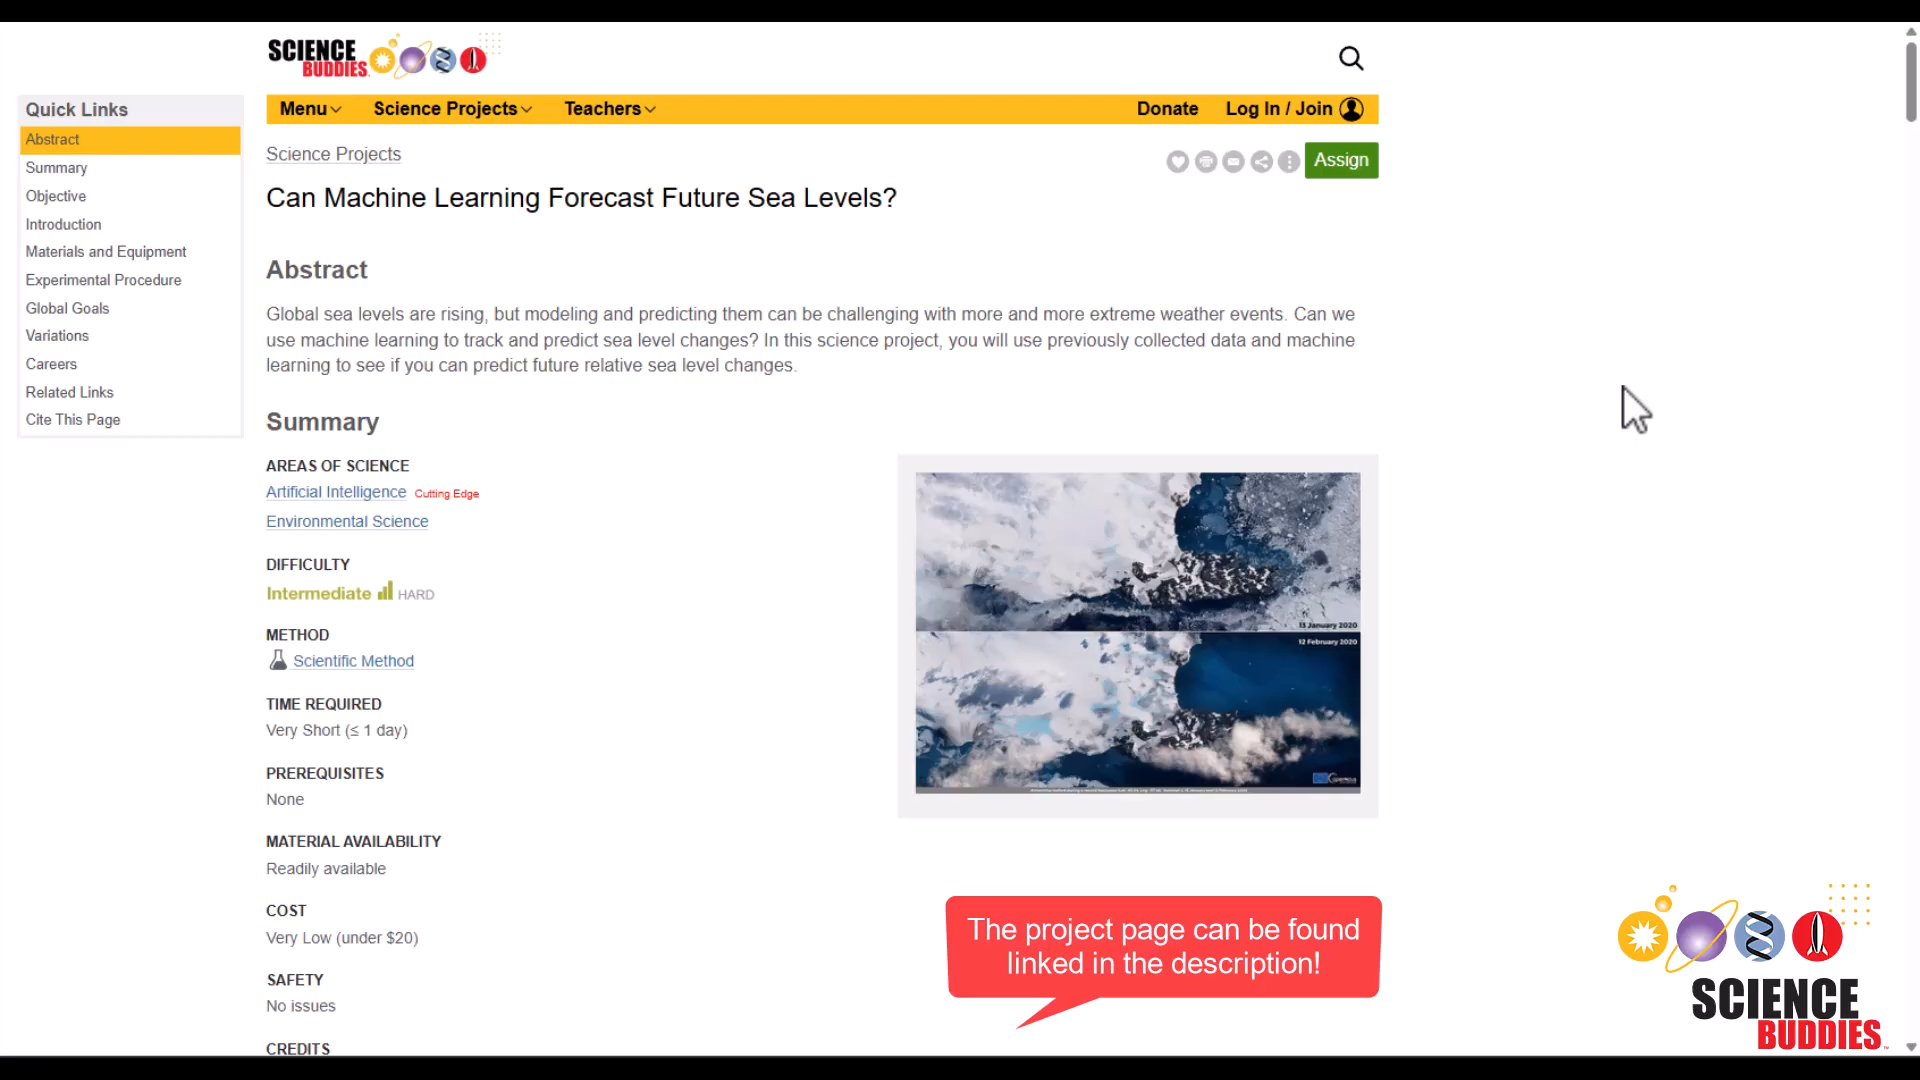 SCIENCE
BUDDIES
Menu Science Projects Teachers Donate Log In / Join
Quick Links
Abstract
Summary
Objective
Introduction
Materials and Equipment
Experimental Procedure
Global Goals
Variations
Careers
Related Links
Cite This Page
Science Projects
Assign
Can Machine Learning Forecast Future Sea Levels?
Abstract
Global sea levels are rising, but modeling and predicting them can be challenging with more and more extreme weather events. Can we
use machine learning to track and predict sea level changes? In this science project, you will use previously collected data and machine
learning to see if you can predict future relative sea level changes.
Summary
AREAS OF SCIENCE
Artificial Intelligence Cutting Edge
Environmental Science
DIFFICULTY
Intermediate HARD
METHOD
Scientific Method
TIME REQUIRED
Very Short (≤ 1 day)
PREREQUISITES
None
MATERIAL AVAILABILITY
Readily available
COST
Very Low (under $20)
SAFETY
No issues
CREDITS
13 January 2020
12 February 2020
The project page can be found
linked in the description!
SCIENCE
BUDDIES